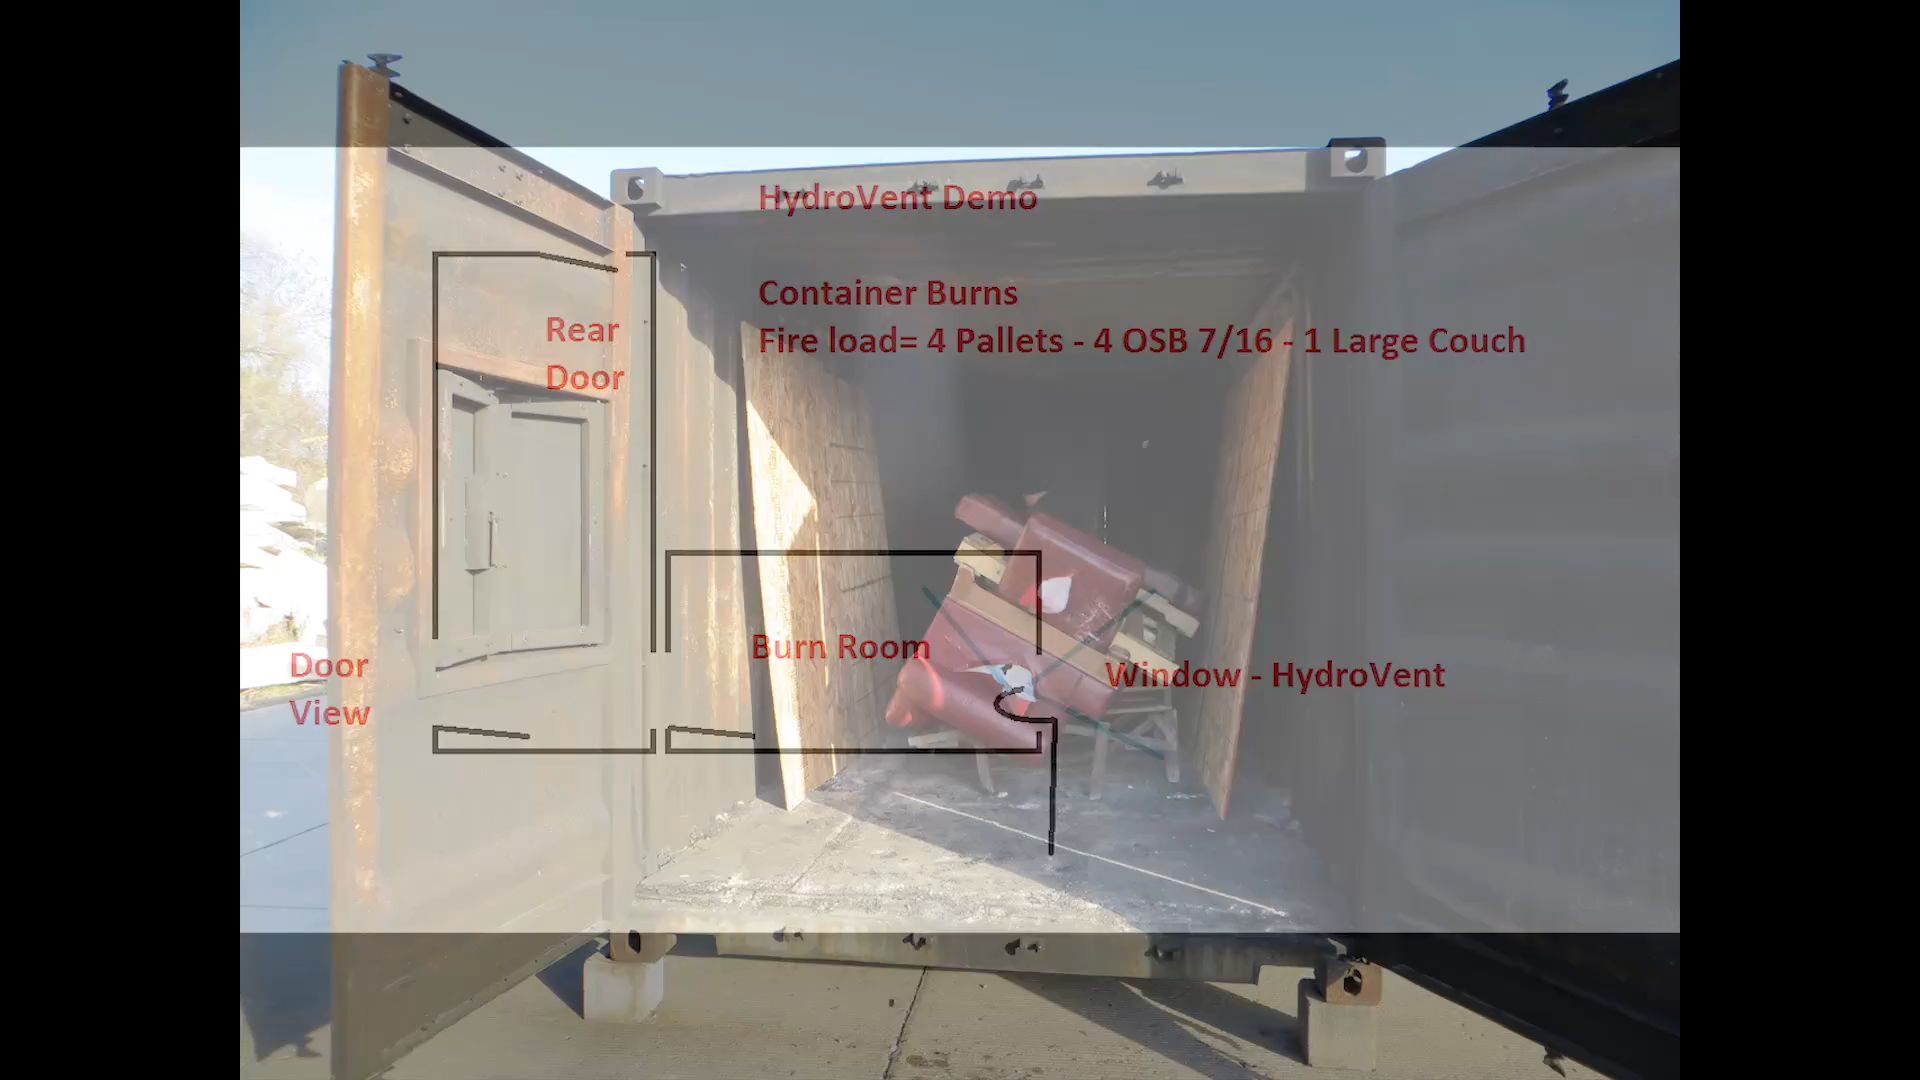 HydroVent Demo
Container Burns
Fire load= 4 Pallets - 4 OSB 7/16 - 1 Large Couch
Rear
Door
Burn Room
Door
View
Window - HydroVent